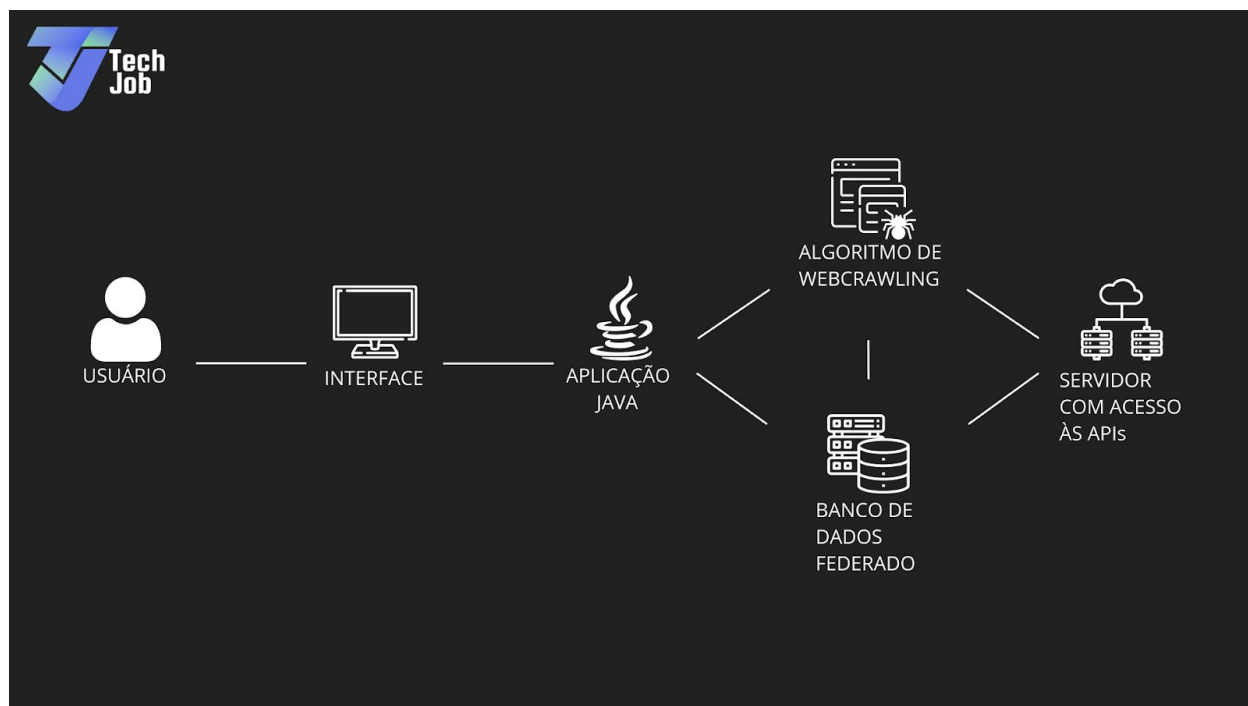 Tech
Job
ALGORITMO DE
WEBCRAWLING
USUÁRIO
INTERFACE
APLICAÇÃO
JAVA
SERVIDOR
COM ACESSO
ÀS APIs
BANCO DE
DADOS
FEDERADO